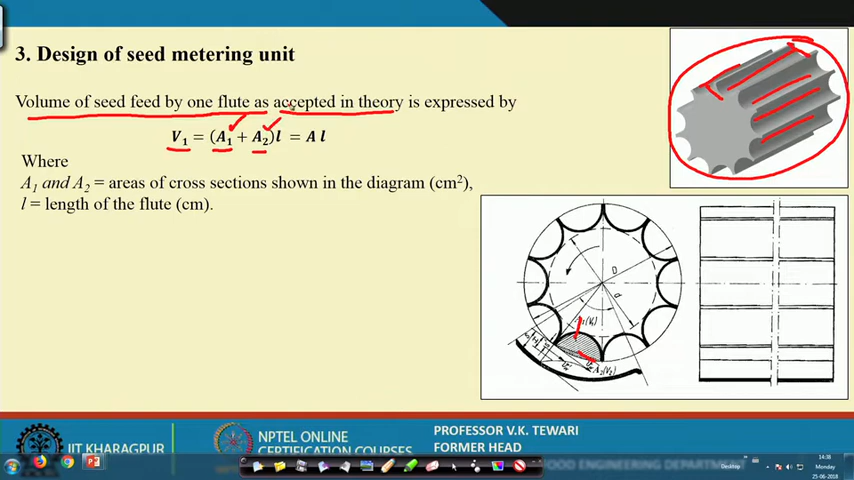 3. Design of seed metering unit
Volume of seed feed by one flute as accepted in theory is expressed by
V₁ = (A₁ + A₂)l = A l
Where
A₁ and A₂ = areas of cross sections shown in the diagram (cm²),
l = length of the flute (cm).
D
d
A₂(V₂)
IIT KHARAGPUR
NPTEL ONLINE
CERTIFICATION COURSES
PROFESSOR V.K. TEWARI
FORMER HEAD
FOOD ENGINEERING DEPARTMENT
Desktop
14:38
Monday
25-06-2018